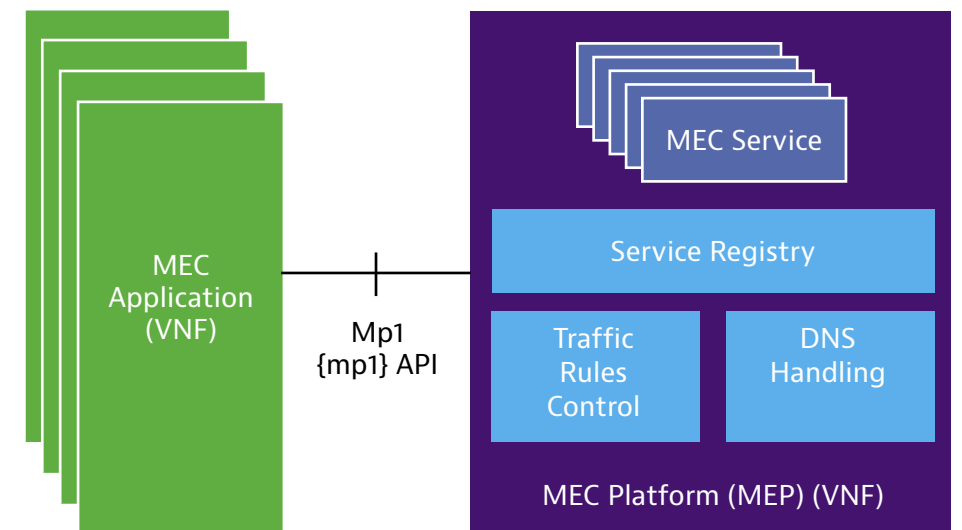 MEC
Application
(VNF)
Mp1
{mp1} API
MEC Service
Service Registry
Traffic
Rules
Control
DNS
Handling
MEC Platform (MEP) (VNF)